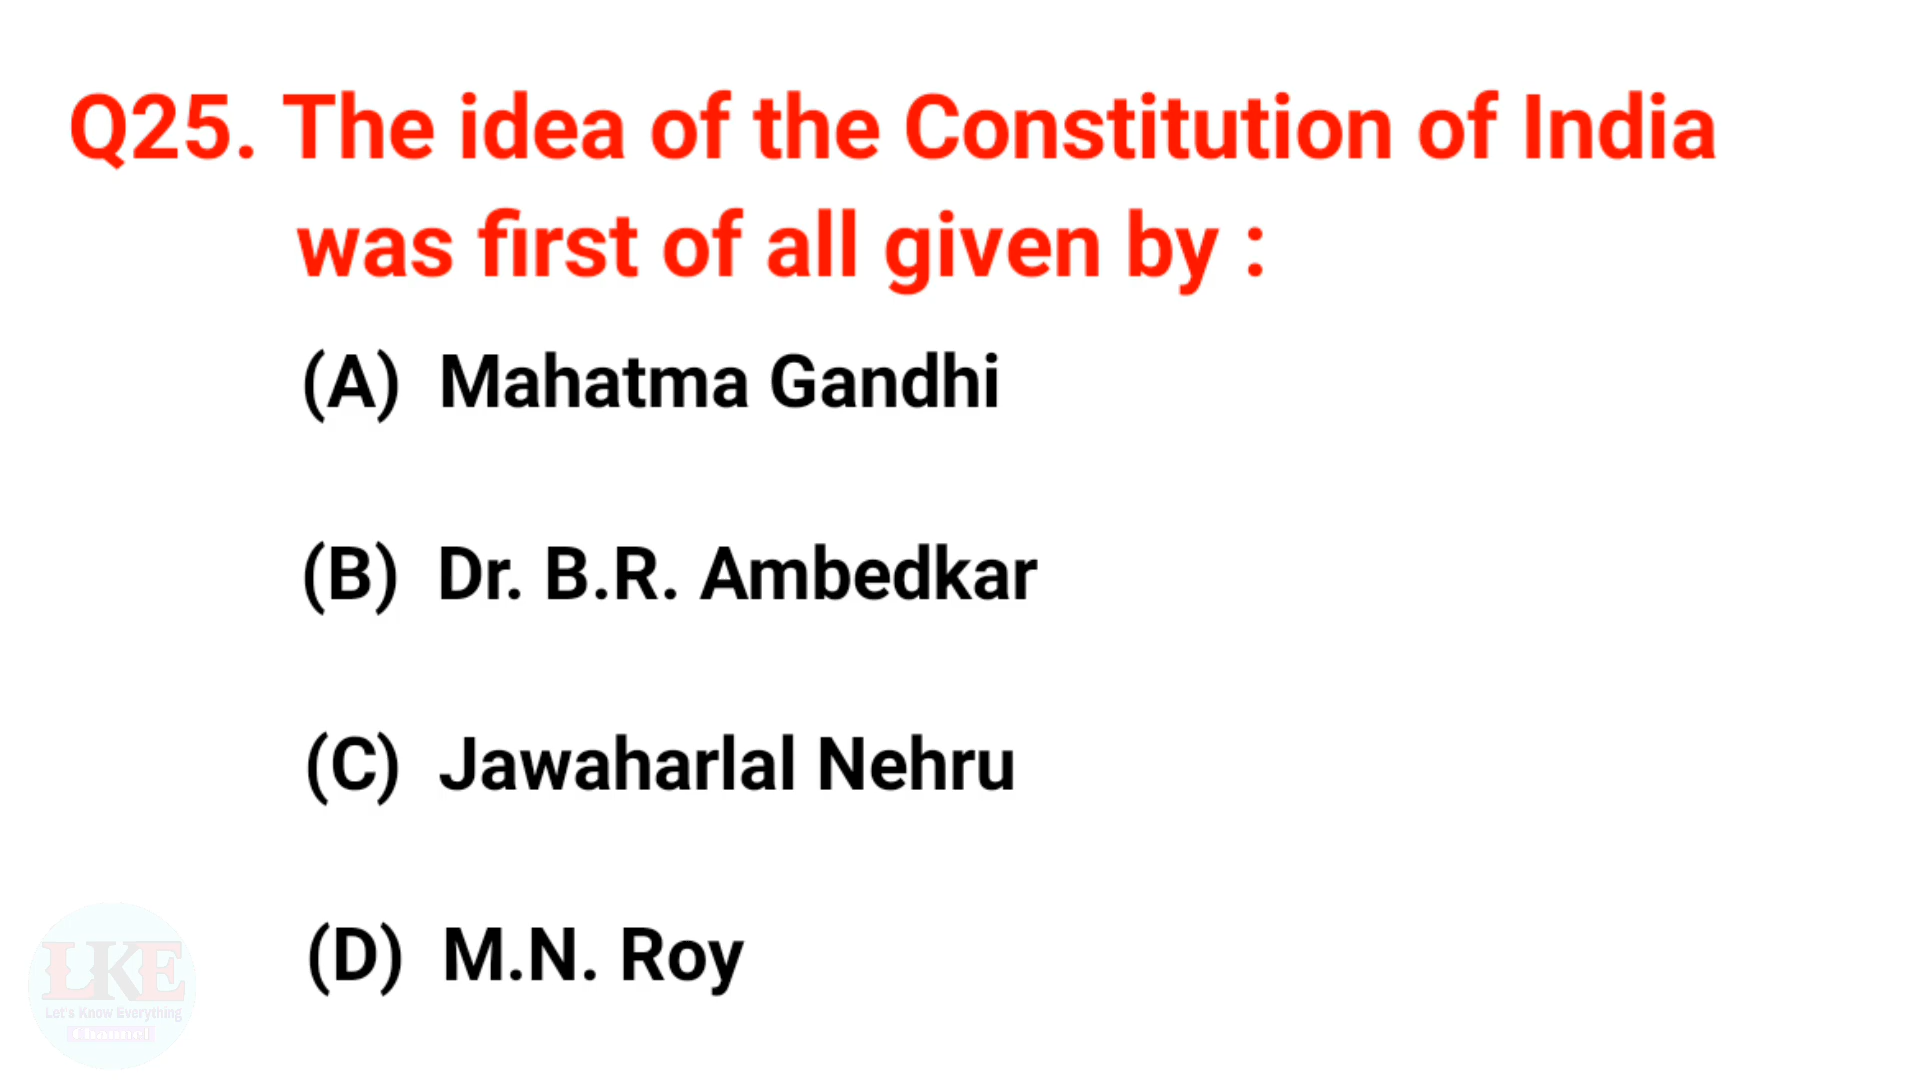 Q25. The idea of the Constitution of India
was first of all given by :
(A) Mahatma Gandhi
(B) Dr. B.R. Ambedkar
(C) Jawaharlal Nehru
(D) M.N. Roy
LKE
Let's Know Everything
Channel